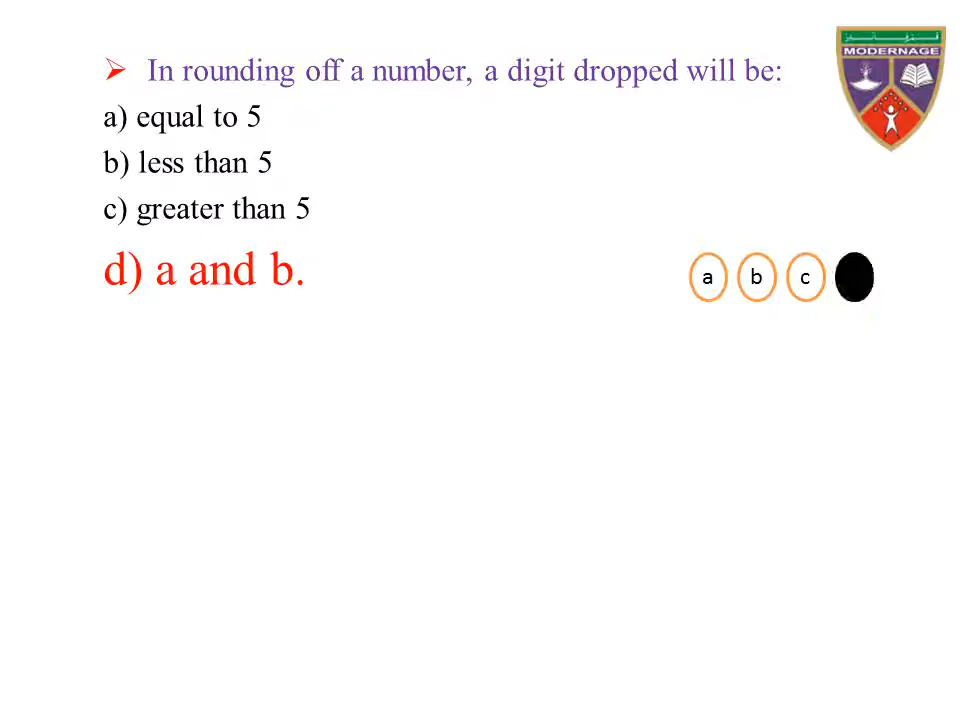 MODERNAGE
➢ In rounding off a number, a digit dropped will be:
a) equal to 5
b) less than 5
c) greater than 5
d) a and b.
a b c